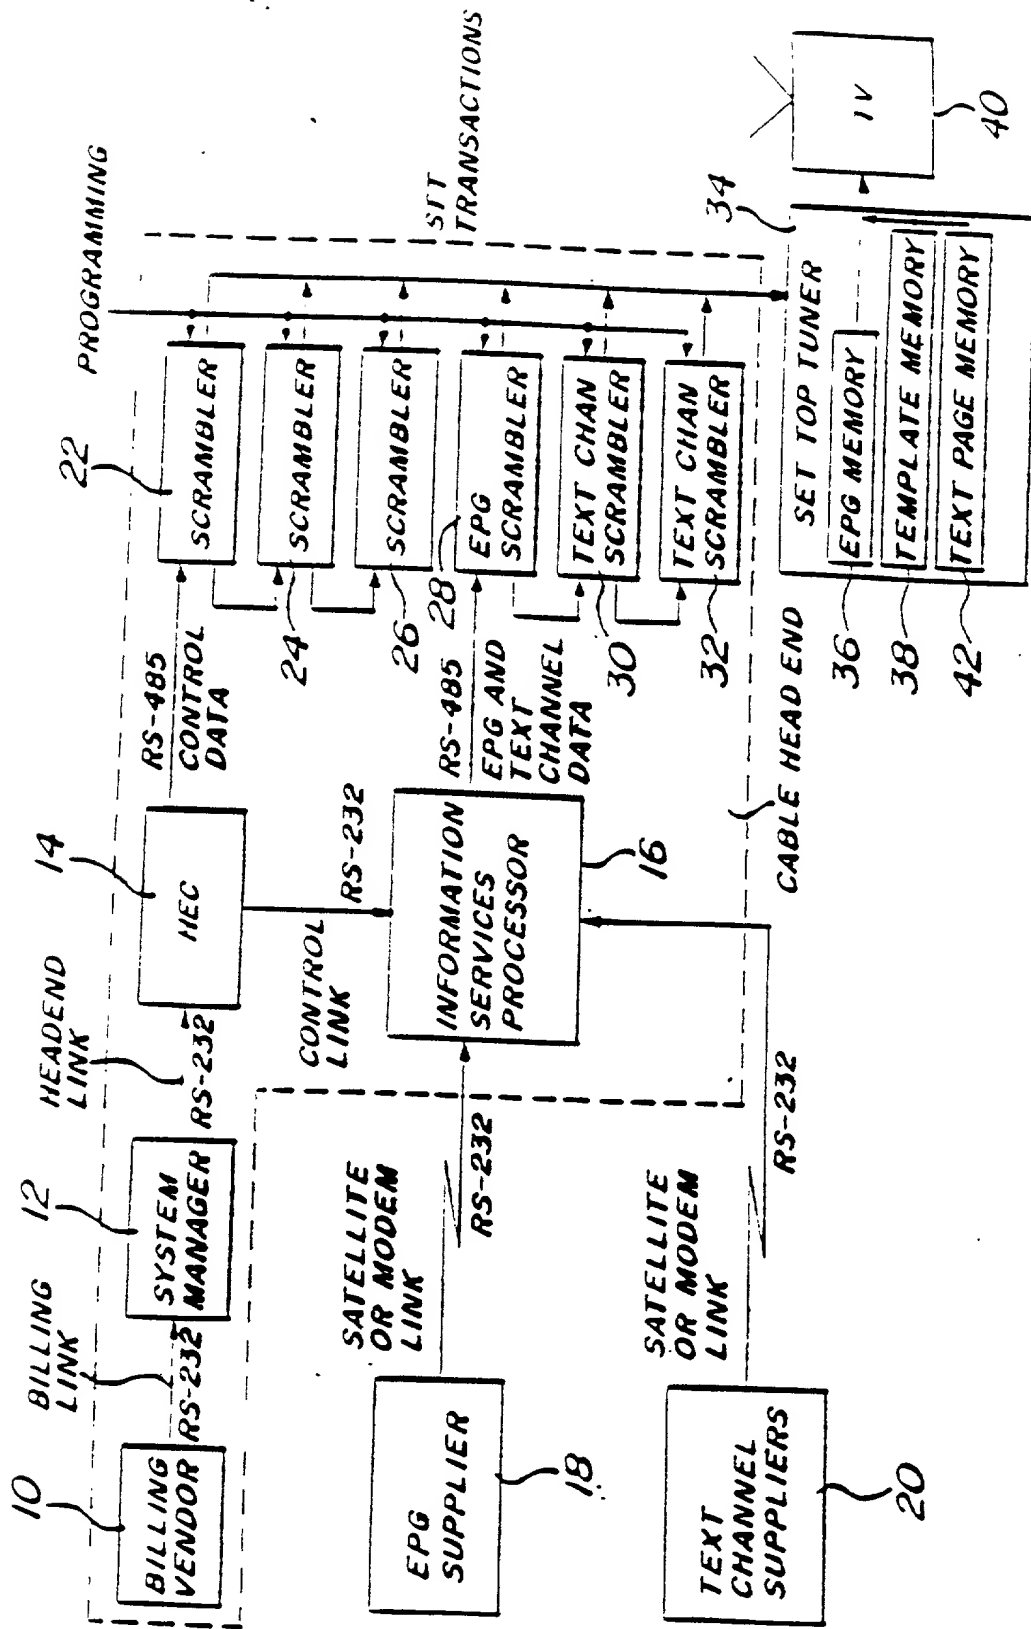 10
BILLING
VENDOR
BILLING
LINK
RS-232
12
SYSTEM
MANAGER
HEADEND
LINK
RS-232
14
HEC
RS-485
CONTROL
DATA
CONTROL
LINK
RS-232
22
SCRAMBLER
24
SCRAMBLER
26
SCRAMBLER
28
EPG
SCRAMBLER
30
TEXT CHAN
SCRAMBLER
32
TEXT CHAN
SCRAMBLER
PROGRAMMING
STT
TRANSACTIONS
18
EPG
SUPPLIER
SATELLITE
OR MODEM
LINK
RS-232
INFORMATION
SERVICES
PROCESSOR
16
RS-485
EPG AND
TEXT
CHANNEL
DATA
20
TEXT
CHANNEL
SUPPLIERS
SATELLITE
OR MODEM
LINK
RS-232
CABLE HEAD END
34
SET TOP TUNER
36
EPG MEMORY
38
TEMPLATE MEMORY
42
TEXT PAGE MEMORY
TV
40